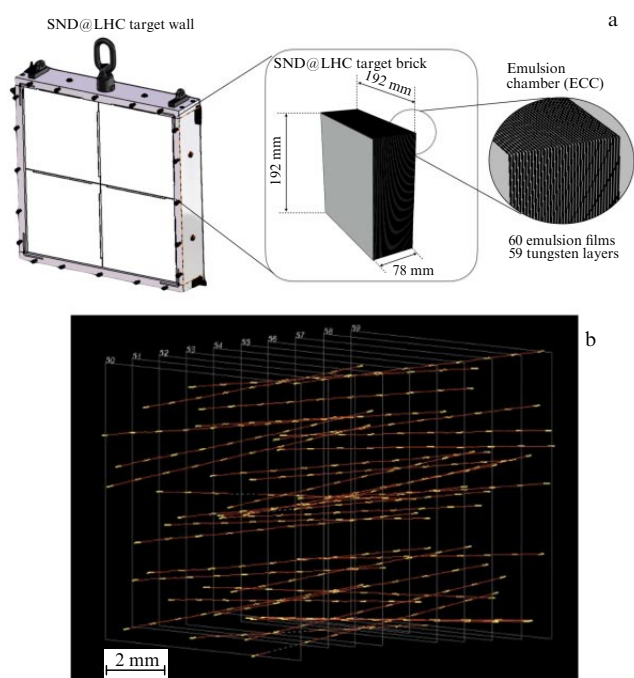 SND@LHC target wall
a
SND@LHC target brick
192 mm
192 mm
78 mm
Emulsion
chamber (ECC)
60 emulsion films
59 tungsten layers
b
50
51
52
53
54
55
56
57
58
59
2 mm